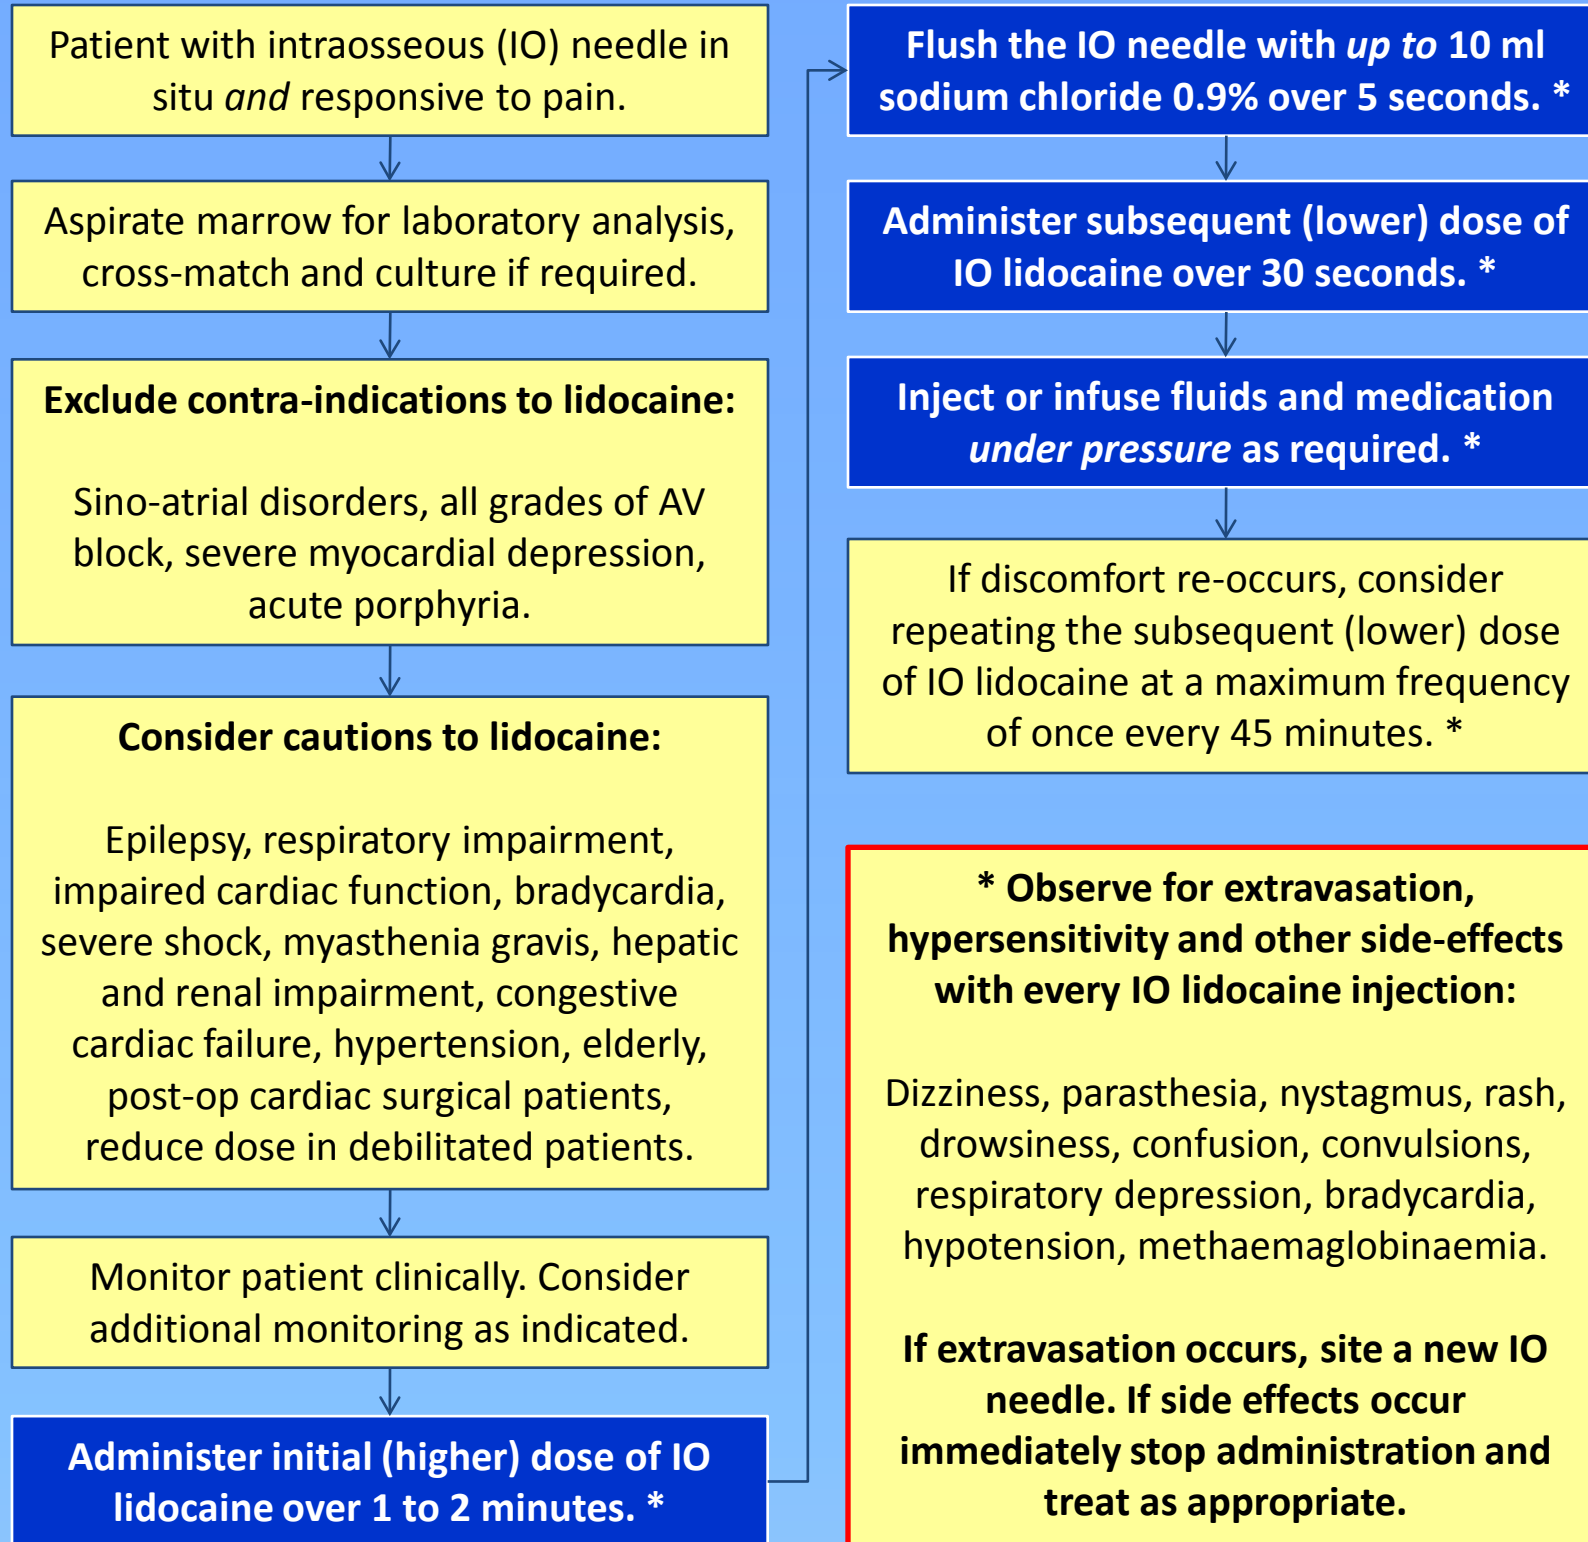 Patient with intraosseous (IO) needle in
situ and responsive to pain.
Aspirate marrow for laboratory analysis,
cross-match and culture if required.
Exclude contra-indications to lidocaine:
Sino-atrial disorders, all grades of AV
block, severe myocardial depression,
acute porphyria.
Consider cautions to lidocaine:
Epilepsy, respiratory impairment,
impaired cardiac function, bradycardia,
severe shock, myasthenia gravis, hepatic
and renal impairment, congestive
cardiac failure, hypertension, elderly,
post-op cardiac surgical patients,
reduce dose in debilitated patients.
Monitor patient clinically. Consider
additional monitoring as indicated.
Administer initial (higher) dose of IO
lidocaine over 1 to 2 minutes. *
Flush the IO needle with up to 10 ml
sodium chloride 0.9% over 5 seconds. *
Administer subsequent (lower) dose of
IO lidocaine over 30 seconds. *
Inject or infuse fluids and medication
under pressure as required. *
If discomfort re-occurs, consider
repeating the subsequent (lower) dose
of IO lidocaine at a maximum frequency
of once every 45 minutes. *
* Observe for extravasation,
hypersensitivity and other side-effects
with every IO lidocaine injection:
Dizziness, parasthesia, nystagmus, rash,
drowsiness, confusion, convulsions,
respiratory depression, bradycardia,
hypotension, methaemaglobinaemia.
If extravasation occurs, site a new IO
needle. If side effects occur
immediately stop administration and
treat as appropriate.